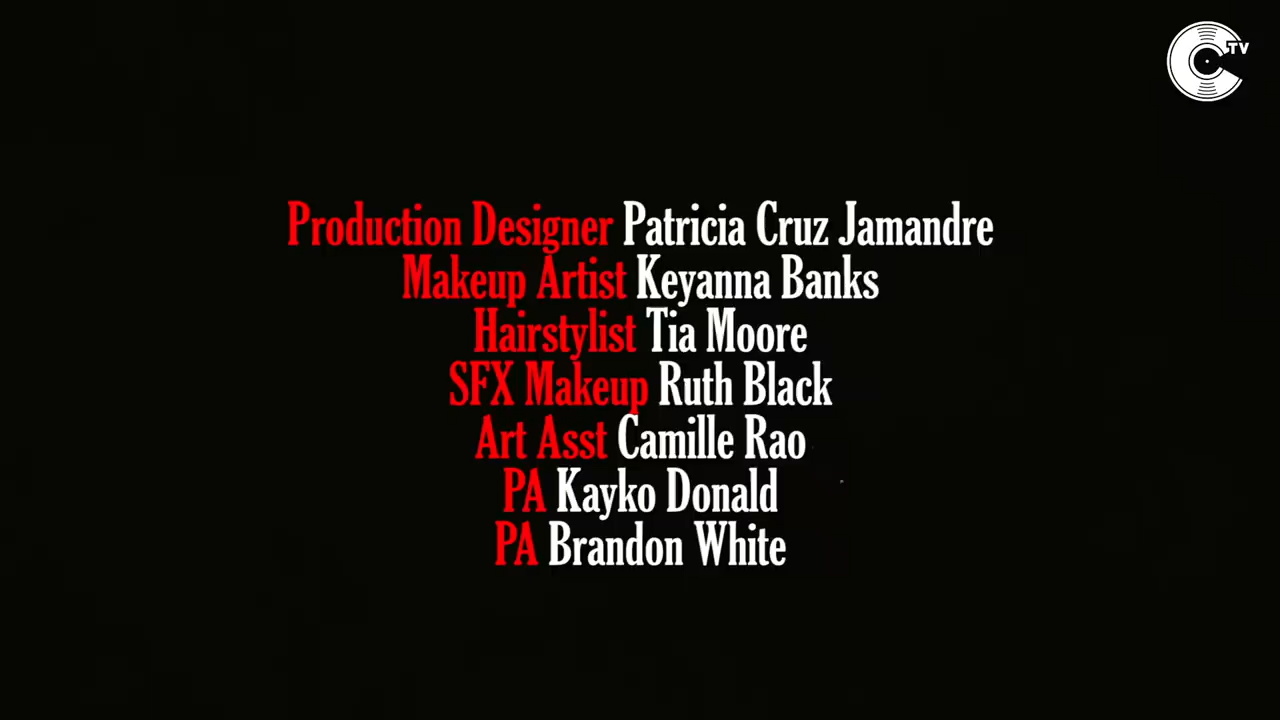 TV
Production Designer Patricia Cruz Jamandre
Makeup Artist Keyanna Banks
Hairstylist Tia Moore
SFX Makeup Ruth Black
Art Asst Camille Rao
PA Kayko Donald
PA Brandon White